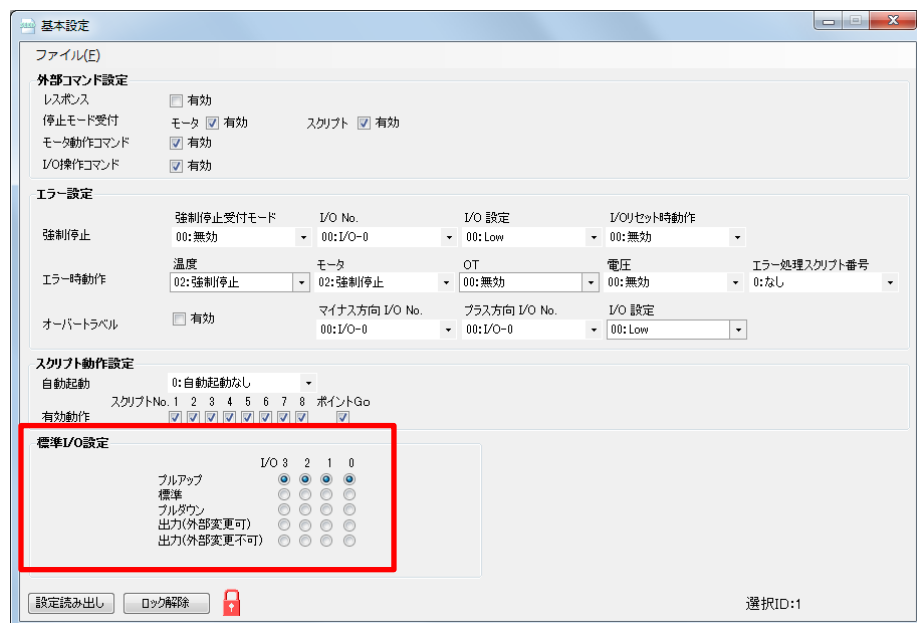 基本設定
ファイル(F)
外部コマンド設定
レスポンス 有効
停止モード受付 モータ 有効 スクリプト 有効
モータ動作コマンド 有効
I/O操作コマンド 有効
エラー設定
強制停止受付モード I/O No. I/O 設定 I/Oリセット時動作
強制停止 00:無効 00:I/O-0 00:Low 00:無効
温度 モータ OT 電圧 エラー処理スクリプト番号
エラー時動作 02:強制停止 02:強制停止 00:無効 00:無効 0:なし
マイナス方向 I/O No. プラス方向 I/O No. I/O 設定
オーバートラベル 有効 00:I/O-0 00:I/O-0 00:Low
スクリプト動作設定
自動起動 0:自動起動なし
スクリプトNo. 1 2 3 4 5 6 7 8 ポイントGo
有効動作
標準I/O設定
I/O 3 2 1 0
プルアップ
標準
プルダウン
出力(外部変更可)
出力(外部変更不可)
設定読み出し ロック解除 選択ID:1